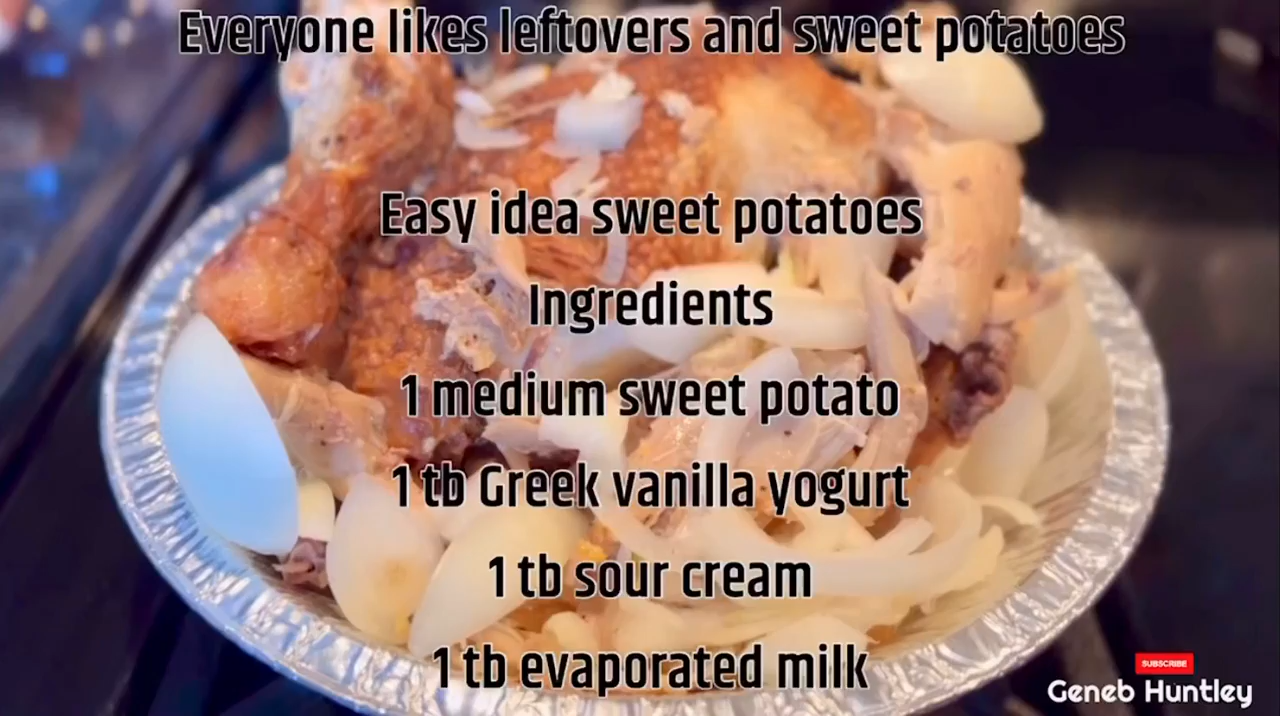 Everyone likes leftovers and sweet potatoes
Easy idea sweet potatoes
Ingredients
1 medium sweet potato
1 tb Greek vanilla yogurt
1 tb sour cream
1 tb evaporated milk
SUBSCRIBE
Geneb Huntley